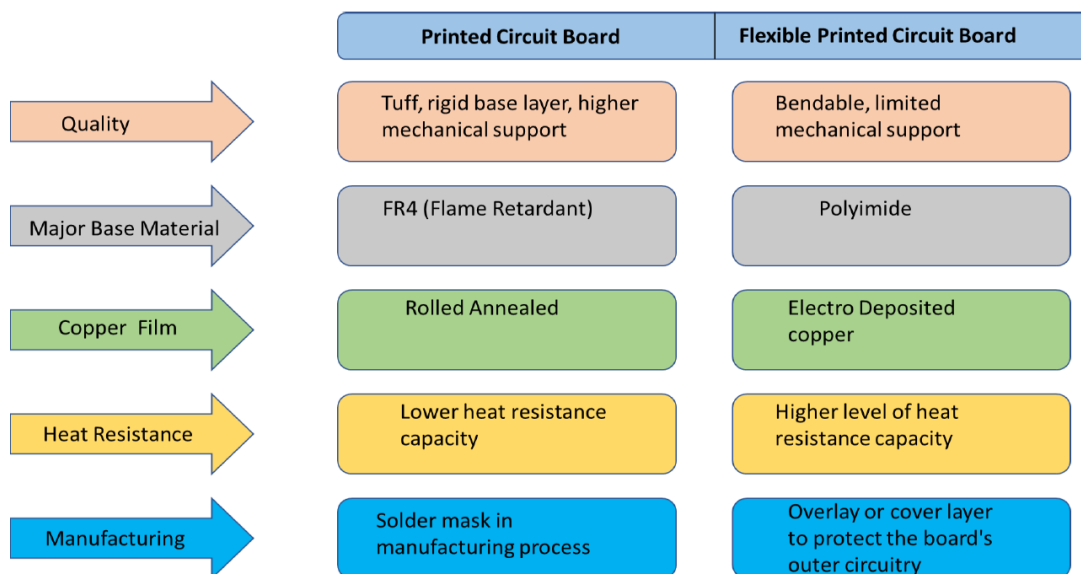 Printed Circuit Board
Flexible Printed Circuit Board
Quality
Tuff, rigid base layer, higher
mechanical support
Bendable, limited
mechanical support
Major Base Material
FR4 (Flame Retardant)
Polyimide
Copper Film
Rolled Annealed
Electro Deposited
copper
Heat Resistance
Lower heat resistance
capacity
Higher level of heat
resistance capacity
Manufacturing
Solder mask in
manufacturing process
Overlay or cover layer
to protect the board's
outer circuitry